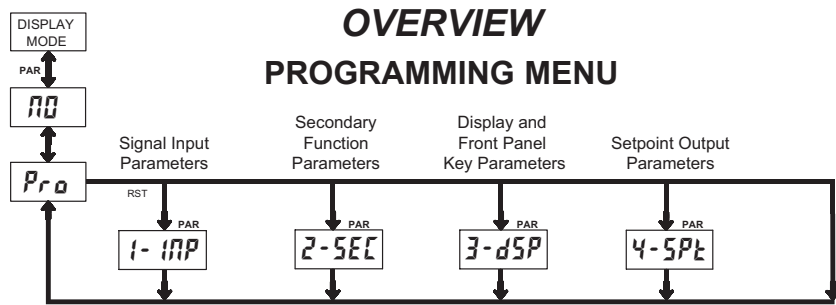 OVERVIEW
PROGRAMMING MENU
DISPLAY
MODE
PAR
NO
Pro
Signal Input
Parameters
Secondary
Function
Parameters
Display and
Front Panel
Key Parameters
Setpoint Output
Parameters
RST
PAR
1-INP
PAR
2-SEC
PAR
3-dSP
PAR
4-SPt